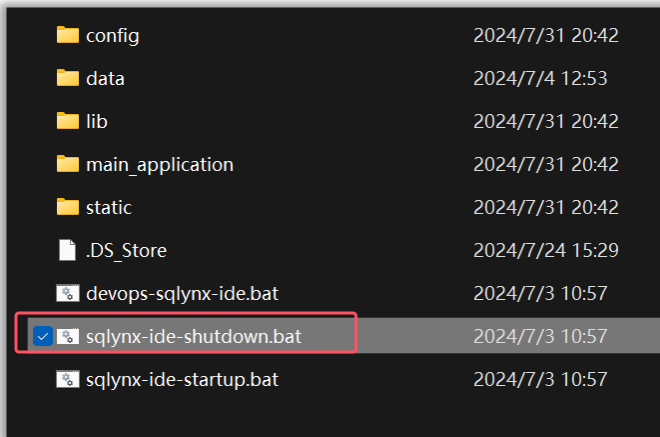 config 2024/7/31 20:42
data 2024/7/4 12:53
lib 2024/7/31 20:42
main_application 2024/7/31 20:42
static 2024/7/31 20:42
.DS_Store 2024/7/24 15:29
devops-sqlynx-ide.bat 2024/7/3 10:57
sqlynx-ide-shutdown.bat 2024/7/3 10:57
sqlynx-ide-startup.bat 2024/7/3 10:57